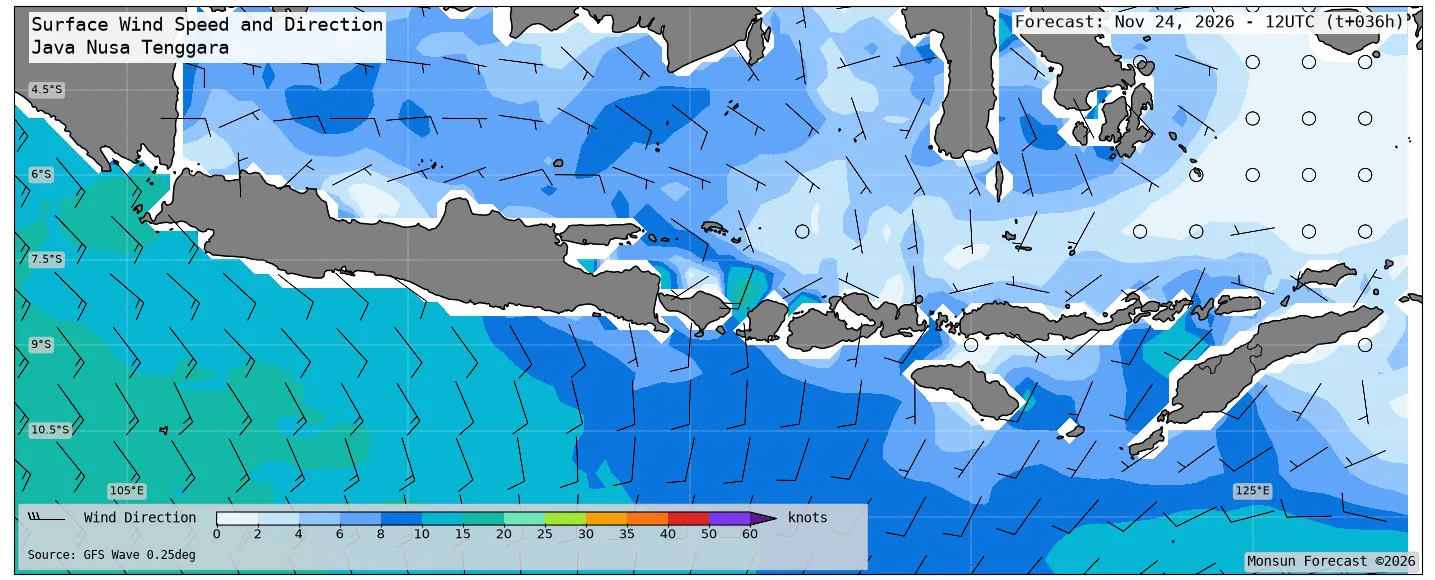 Surface Wind Speed and Direction
Java Nusa Tenggara
Forecast: Nov 24, 2026 - 12UTC (t+036h)
4.5°S
6°S
7.5°S
9°S
10.5°S
105°E
125°E
Wind Direction
0 2 4 6 8 10 15 20 25 30 35 40 50 60
knots
Source: GFS Wave 0.25deg
Monsun Forecast ©2026